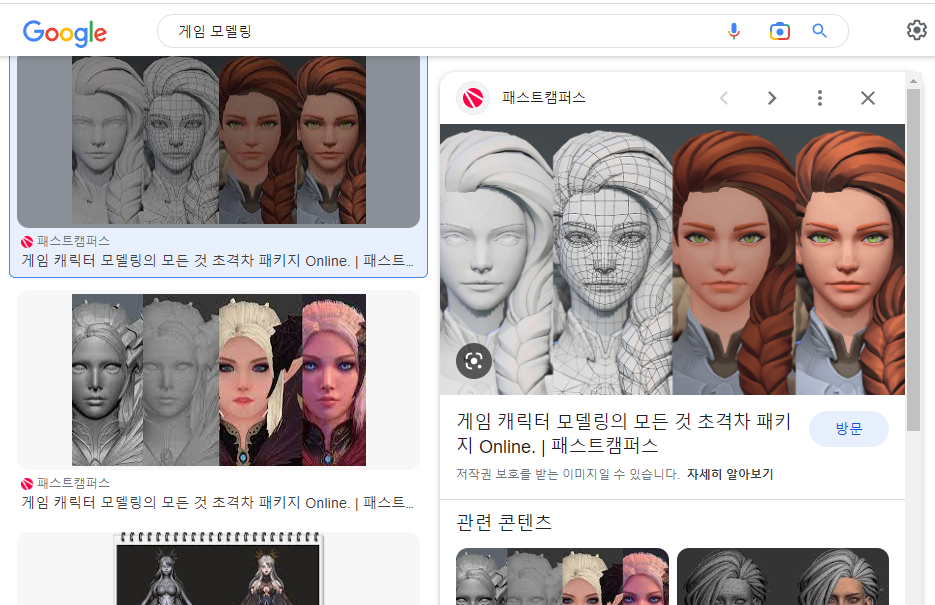 Google
게임 모델링
패스트캠퍼스
게임 캐릭터 모델링의 모든 것 초격차 패키지 Online. | 패스트...
패스트캠퍼스
게임 캐릭터 모델링의 모든 것 초격차 패키지 Online. | 패스트...
패스트캠퍼스
게임 캐릭터 모델링의 모든 것 초격차 패키
지 Online. | 패스트캠퍼스
방문
저작권 보호를 받는 이미지일 수 있습니다. 자세히 알아보기
관련 콘텐츠